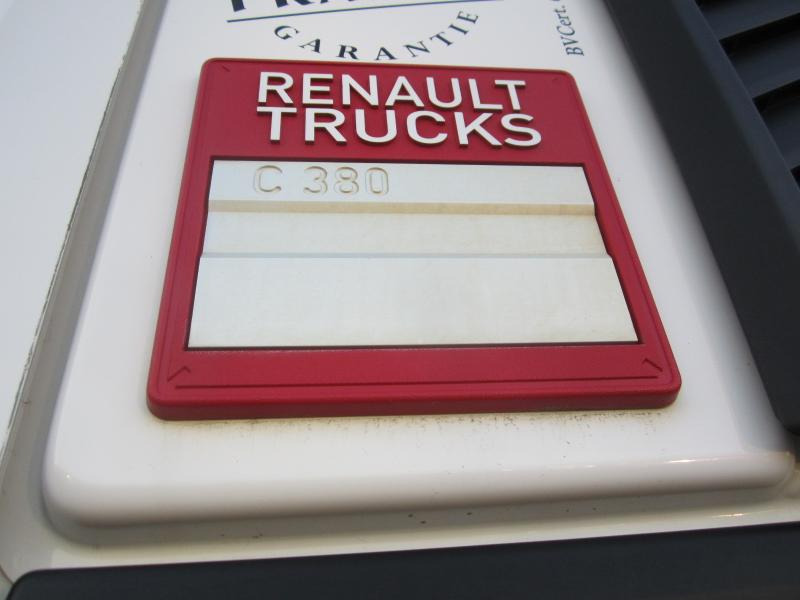 GARANTIE
BVCert.
RENAULT
TRUCKS
C 380